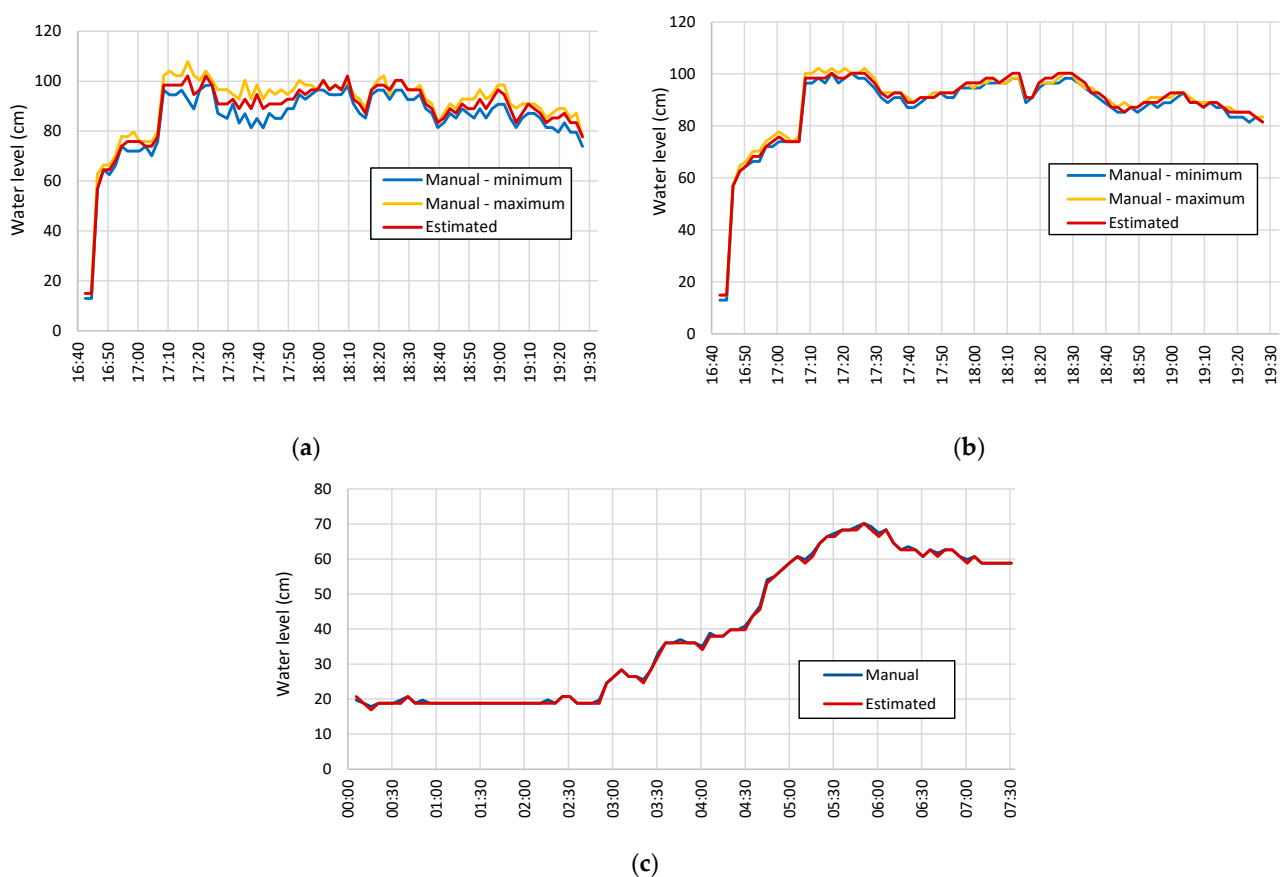 120
100
80
60
40
20
0
Water level (cm)
Manual - minimum
Manual - maximum
Estimated
16:40 16:50 17:00 17:10 17:20 17:30 17:40 17:50 18:00 18:10 18:20 18:30 18:40 18:50 19:00 19:10 19:20 19:30
(a)
120
100
80
60
40
20
0
Water level (cm)
Manual - minimum
Manual - maximum
Estimated
16:40 16:50 17:00 17:10 17:20 17:30 17:40 17:50 18:00 18:10 18:20 18:30 18:40 18:50 19:00 19:10 19:20 19:30
(b)
80
70
60
50
40
30
20
10
0
Water level (cm)
Manual
Estimated
00:00 00:30 01:00 01:30 02:00 02:30 03:00 03:30 04:00 04:30 05:00 05:30 06:00 06:30 07:00 07:30
(c)